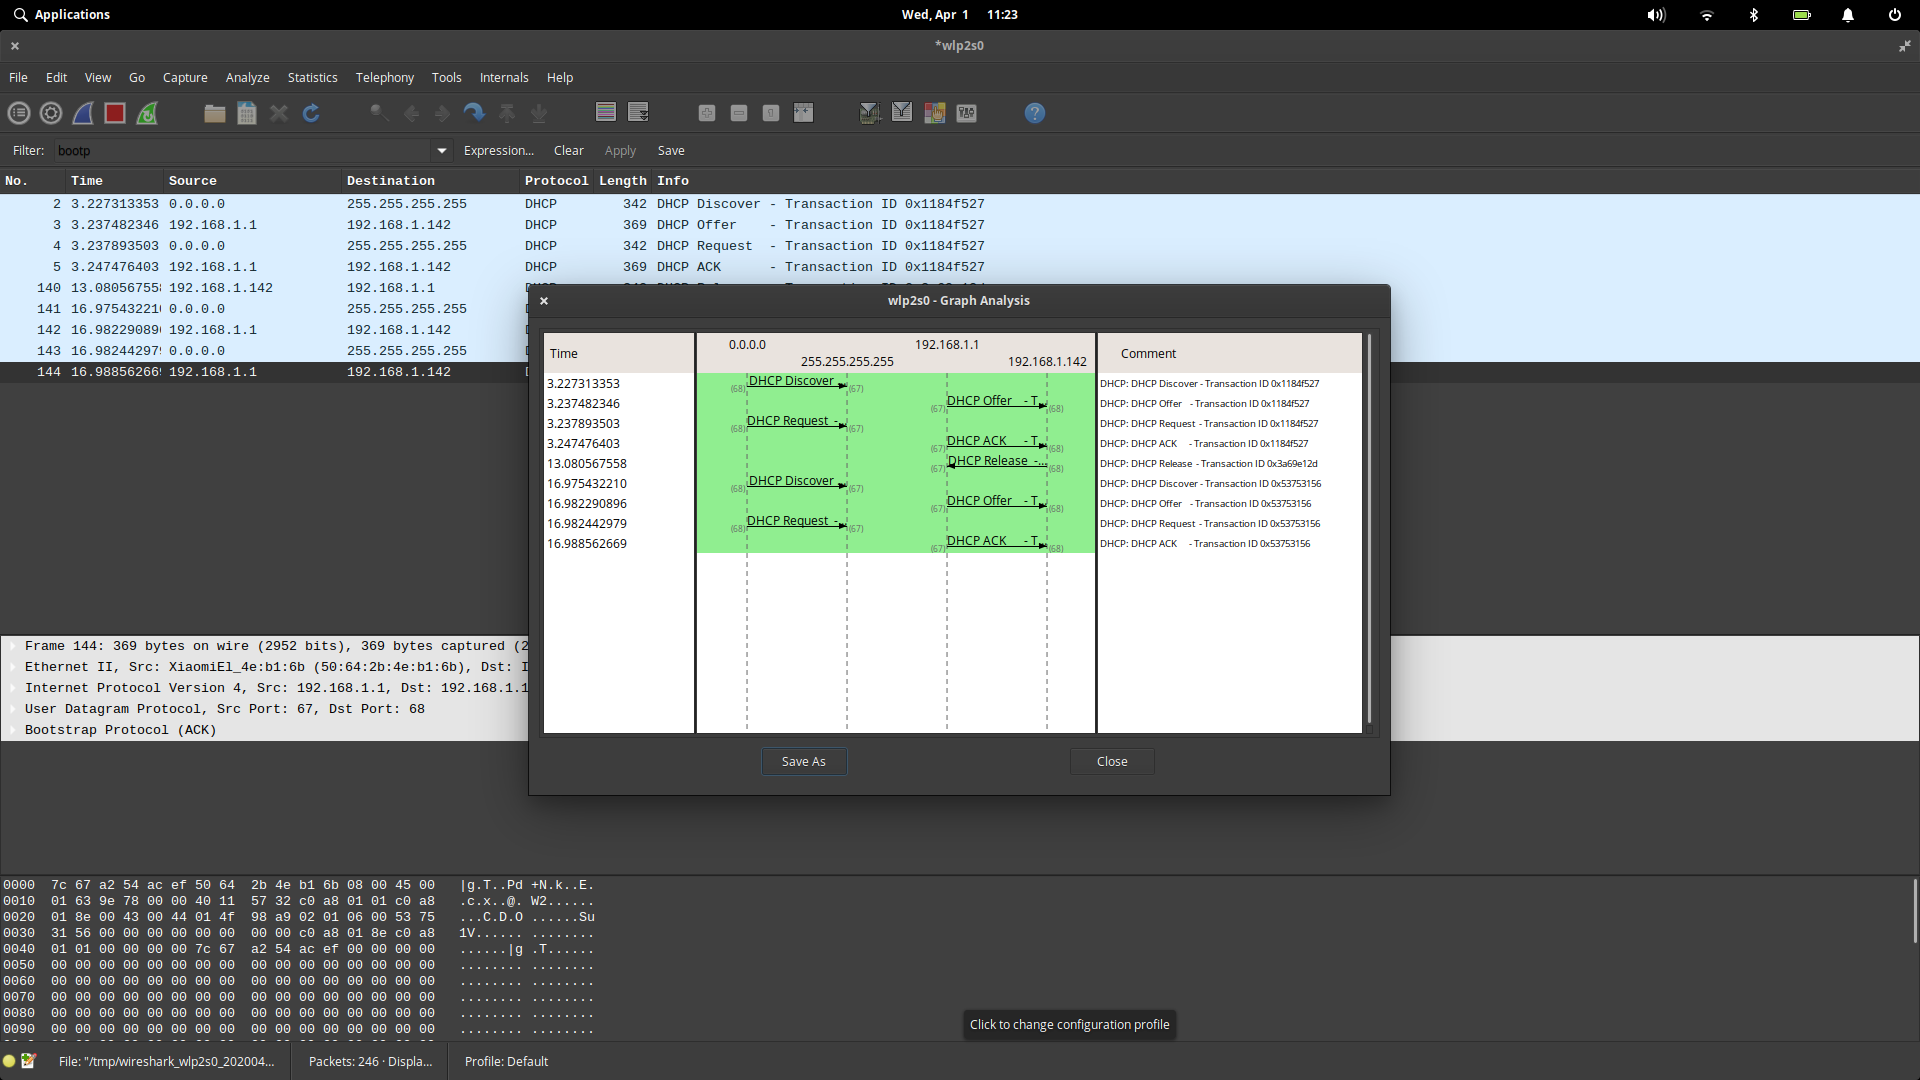 Applications
Wed, Apr 1 11:23
*wlp2s0
File Edit View Go Capture Analyze Statistics Telephony Tools Internals Help
Filter: bootp Expression... Clear Apply Save
No. Time Source Destination Protocol Length Info
2 3.227313353 0.0.0.0 255.255.255.255 DHCP 342 DHCP Discover - Transaction ID 0x1184f527
3 3.237482346 192.168.1.1 192.168.1.142 DHCP 369 DHCP Offer - Transaction ID 0x1184f527
4 3.237893503 0.0.0.0 255.255.255.255 DHCP 342 DHCP Request - Transaction ID 0x1184f527
5 3.247476403 192.168.1.1 192.168.1.142 DHCP 369 DHCP ACK - Transaction ID 0x1184f527
140 13.08056755 192.168.1.142 192.168.1.1
141 16.97543221 0.0.0.0 255.255.255.255
142 16.98229089 192.168.1.1 192.168.1.142
143 16.98244297 0.0.0.0 255.255.255.255
144 16.98856266 192.168.1.1 192.168.1.142
wlp2s0 - Graph Analysis
Time
0.0.0.0 192.168.1.1
255.255.255.255 192.168.1.142
Comment
3.227313353 (68) DHCP Discover (67) DHCP: DHCP Discover - Transaction ID 0x1184f527
3.237482346 (67) DHCP Offer - T... (68) DHCP: DHCP Offer - Transaction ID 0x1184f527
3.237893503 (68) DHCP Request -... (67) DHCP: DHCP Request - Transaction ID 0x1184f527
3.247476403 (67) DHCP ACK - T... (68) DHCP: DHCP ACK - Transaction ID 0x1184f527
13.080567558 (67) DHCP Release -... (68) DHCP: DHCP Release - Transaction ID 0x3a69e12d
16.975432210 (68) DHCP Discover (67) DHCP: DHCP Discover - Transaction ID 0x53753156
16.982290896 (67) DHCP Offer - T... (68) DHCP: DHCP Offer - Transaction ID 0x53753156
16.982442979 (68) DHCP Request -... (67) DHCP: DHCP Request - Transaction ID 0x53753156
16.988562669 (67) DHCP ACK - T... (68) DHCP: DHCP ACK - Transaction ID 0x53753156
Save As Close
Frame 144: 369 bytes on wire (2952 bits), 369 bytes captured (2
Ethernet II, Src: XiaomiEl_4e:b1:6b (50:64:2b:4e:b1:6b), Dst: I
Internet Protocol Version 4, Src: 192.168.1.1, Dst: 192.168.1.1
User Datagram Protocol, Src Port: 67, Dst Port: 68
Bootstrap Protocol (ACK)
0000 7c 67 a2 54 ac ef 50 64 2b 4e b1 6b 08 00 45 00 |g.T..Pd +N.k..E.
0010 01 63 9e 78 00 00 40 11 57 32 c0 a8 01 01 c0 a8 .c.x..@. W2......
0020 01 8e 00 43 00 44 01 4f 98 a9 02 01 06 00 53 75 ...C.D.O ......Su
0030 31 56 00 00 00 00 00 00 00 00 c0 a8 01 8e c0 a8 1V...... ........
0040 01 01 00 00 00 00 7c 67 a2 54 ac ef 00 00 00 00 ......|g .T......
0050 00 00 00 00 00 00 00 00 00 00 00 00 00 00 00 00 ........ ........
0060 00 00 00 00 00 00 00 00 00 00 00 00 00 00 00 00 ........ ........
0070 00 00 00 00 00 00 00 00 00 00 00 00 00 00 00 00 ........ ........
0080 00 00 00 00 00 00 00 00 00 00 00 00 00 00 00 00 ........ ........
0090 00 00 00 00 00 00 00 00 00 00 00 00 00 00 00 00 ........ ........
Click to change configuration profile
File: "/tmp/wireshark_wlp2s0_202004... Packets: 246 · Displa... Profile: Default